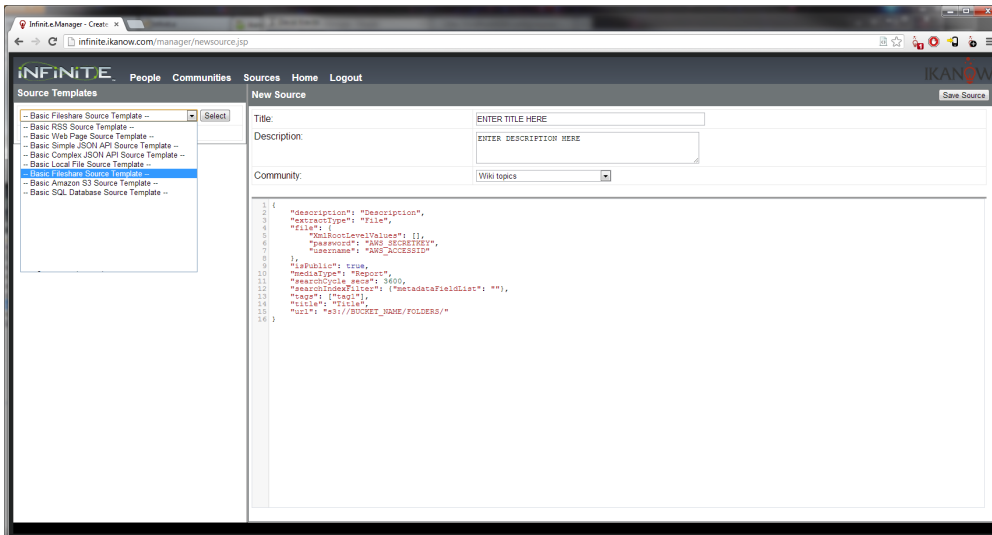 Infinit.e.Manager - Create
infinite.ikanow.com/manager/newsource.jsp
iNFiNiT.E
People Communities Sources Home Logout
IKANOW
Source Templates
New Source
Save Source
-- Basic Fileshare Source Template --
Select
-- Basic RSS Source Template --
-- Basic Web Page Source Template --
-- Basic Simple JSON API Source Template --
-- Basic Complex JSON API Source Template --
-- Basic Local File Source Template --
-- Basic Fileshare Source Template --
-- Basic Amazon S3 Source Template --
-- Basic SQL Database Source Template --
Title:
ENTER TITLE HERE
Description:
ENTER DESCRIPTION HERE
Community:
Wiki topics
1 {
2 "description": "Description",
3 "extractType": "File",
4 "file": {
5 "XmlRootLevelValues": [],
6 "password": "AWS_SECRETKEY",
7 "username": "AWS_ACCESSID"
8 },
9 "isPublic": true,
10 "mediaType": "Report",
11 "searchCycle_secs": 3600,
12 "searchIndexFilter": {"metadataFieldList": ""},
13 "tags": ["tag1"],
14 "title": "Title",
15 "url": "s3://BUCKET_NAME/FOLDERS/"
16 }